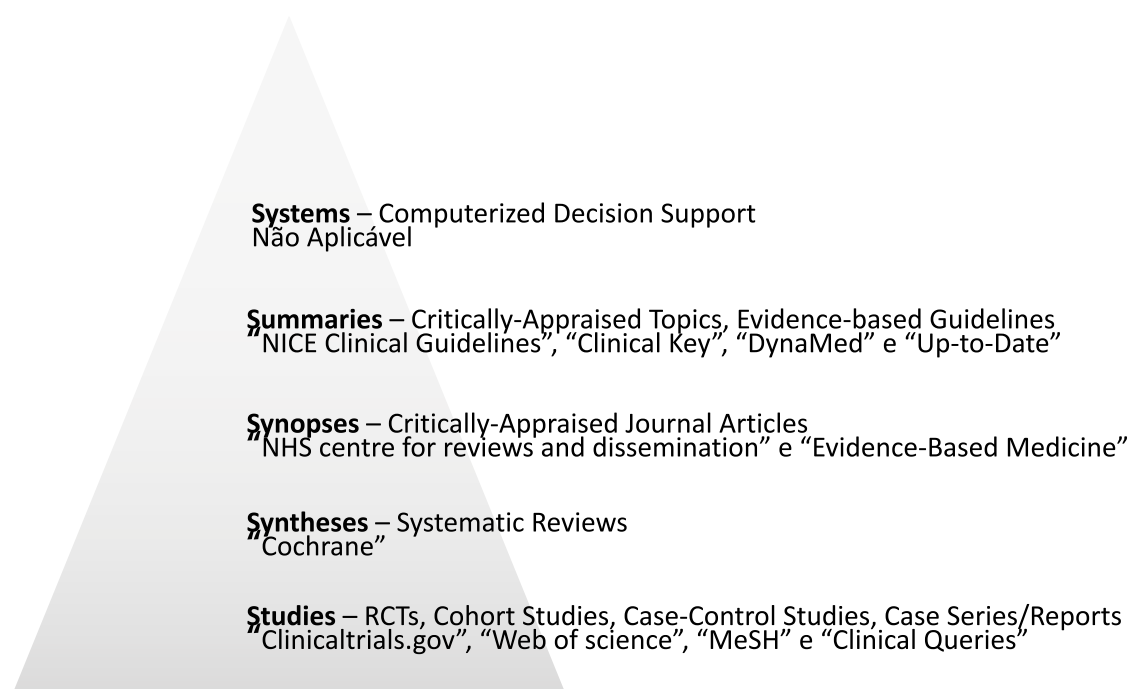 Systems – Computerized Decision Support
Não Aplicável
Summaries – Critically-Appraised Topics, Evidence-based Guidelines
“NICE Clinical Guidelines”, “Clinical Key”, “DynaMed” e “Up-to-Date”
Synopses – Critically-Appraised Journal Articles
“NHS centre for reviews and dissemination” e “Evidence-Based Medicine”
Syntheses – Systematic Reviews
“Cochrane”
Studies – RCTs, Cohort Studies, Case-Control Studies, Case Series/Reports
“Clinicaltrials.gov”, “Web of science”, “MeSH” e “Clinical Queries”